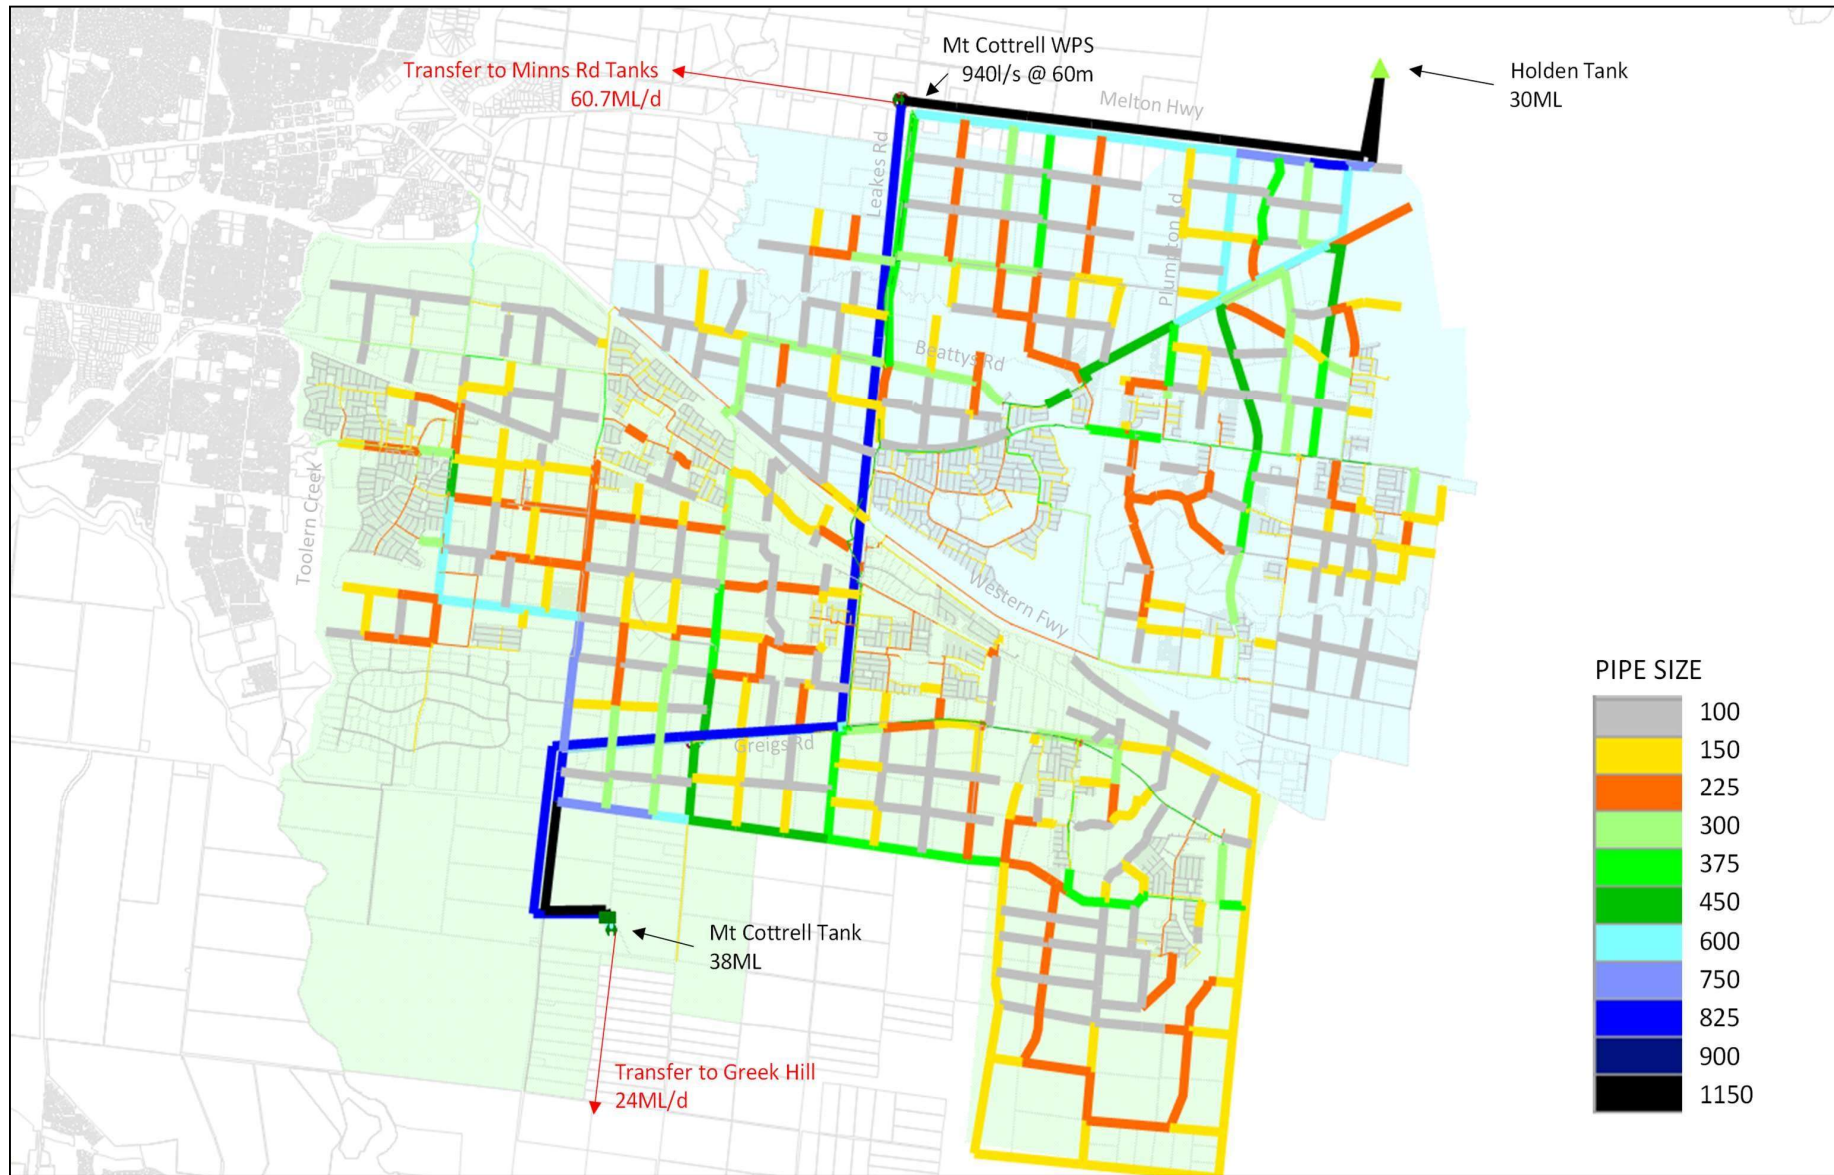 Mt Cottrell WPS
940l/s @ 60m
Transfer to Minns Rd Tanks
60.7ML/d
Holden Tank
30ML
Melton Hwy
Leakes Rd
Plumpton Rd
Beattys Rd
Toolern Creek
Western Fwy
Greigs Rd
Mt Cottrell Tank
38ML
Transfer to Greek Hill
24ML/d
PIPE SIZE
100
150
225
300
375
450
600
750
825
900
1150